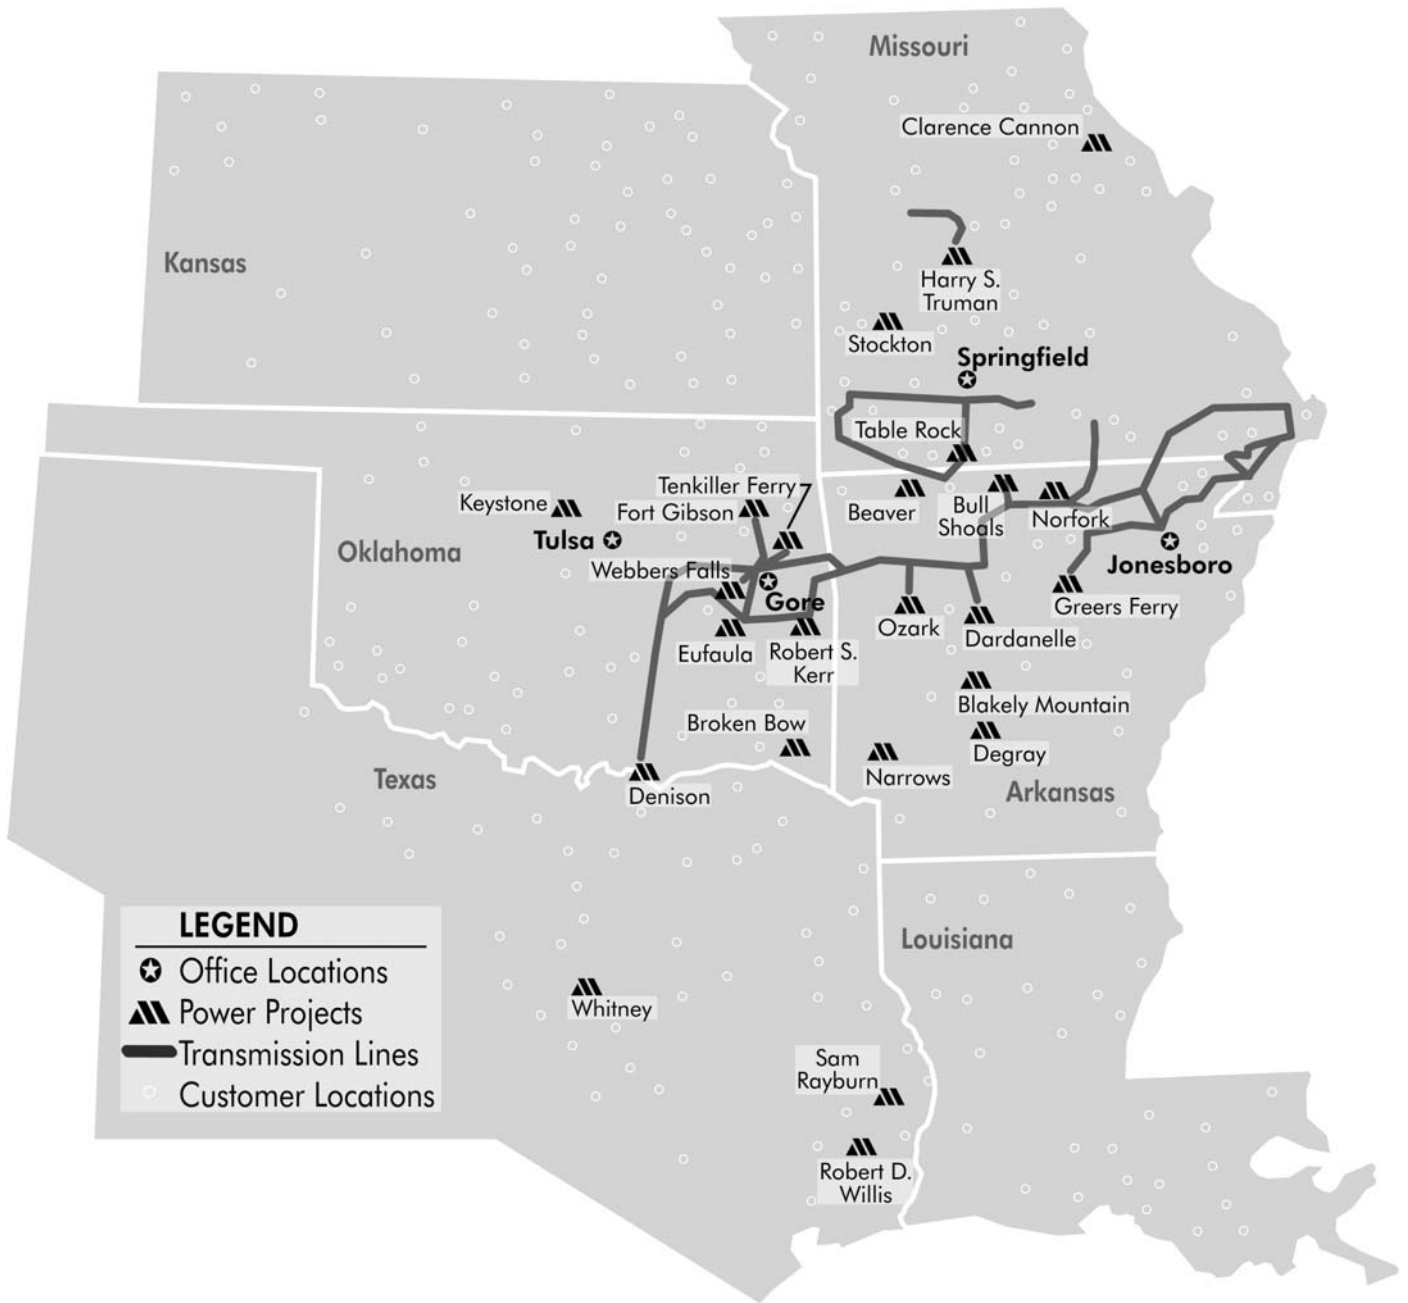 Missouri
Clarence Cannon
Kansas
Harry S.
Truman
Stockton
Springfield
Table Rock
Tenkiller Ferry
Keystone
Fort Gibson
Beaver
Bull
Shoals
Norfork
Tulsa
Oklahoma
Webbers Falls
Jonesboro
Gore
Greers Ferry
Ozark
Dardanelle
Eufaula
Robert S.
Kerr
Blakely Mountain
Broken Bow
Degray
Texas
Narrows
Denison
Arkansas
LEGEND
Office Locations
Power Projects
Transmission Lines
Customer Locations
Louisiana
Whitney
Sam
Rayburn
Robert D.
Willis